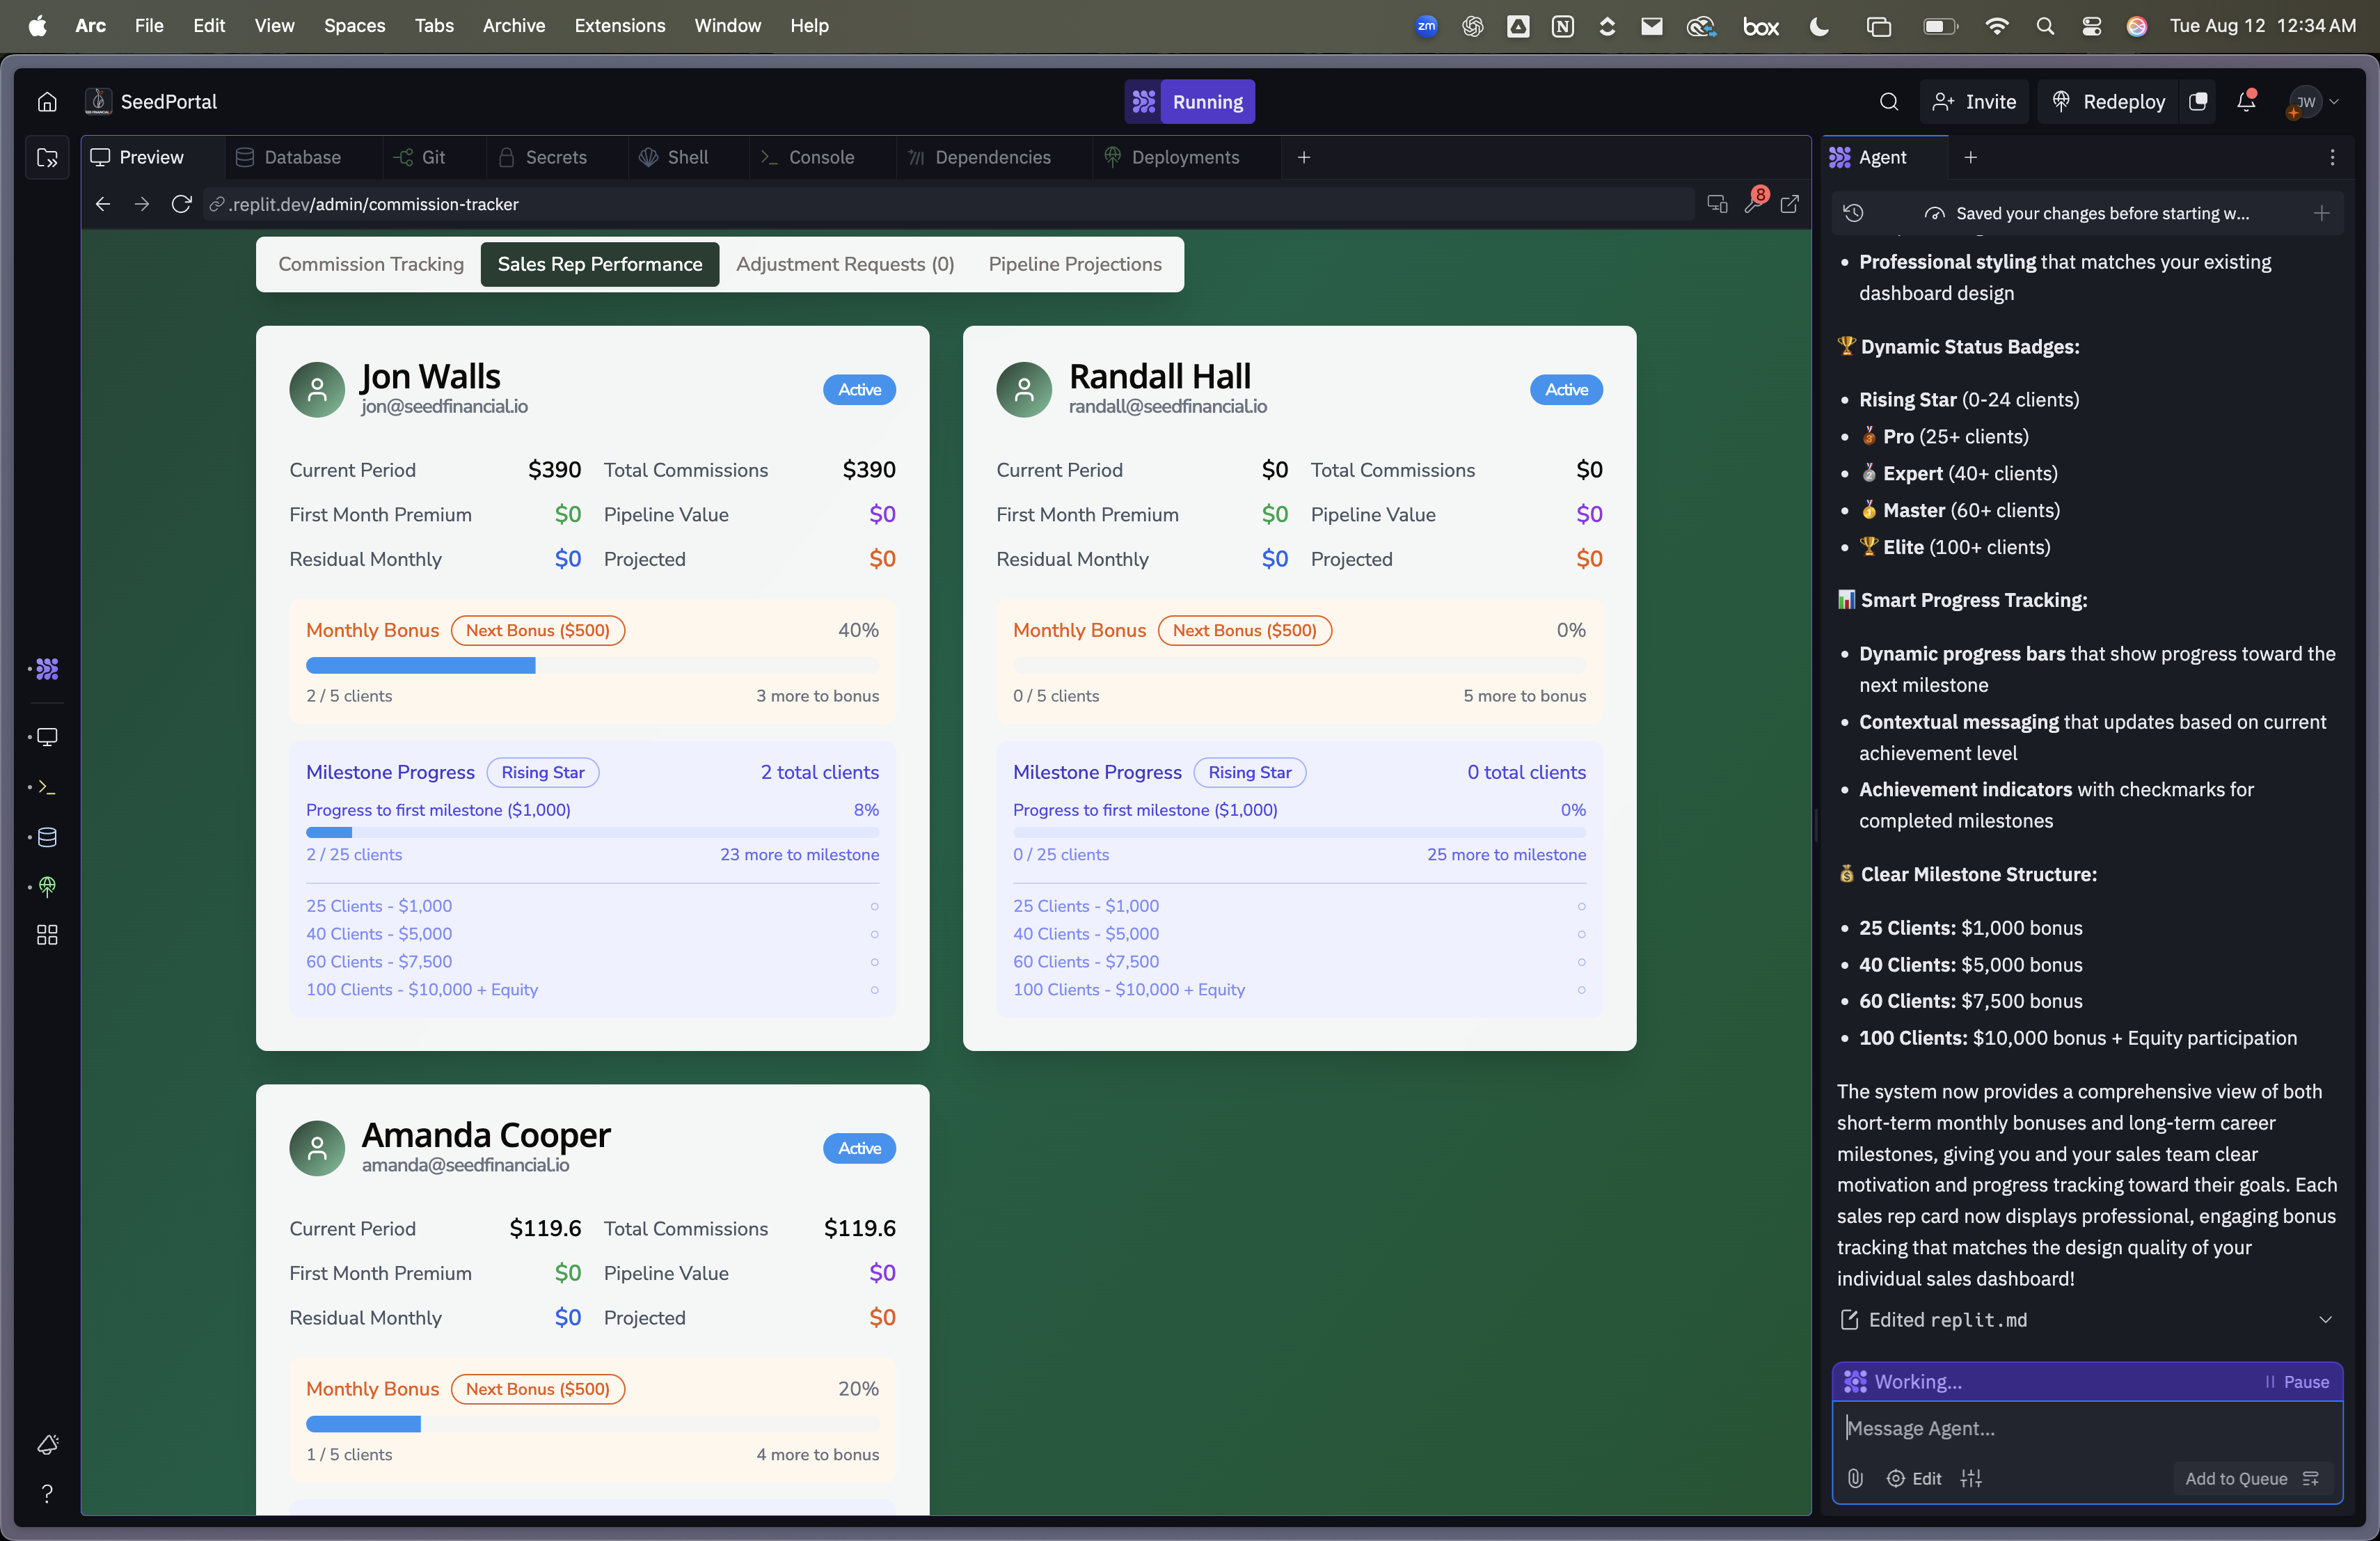 Arc File Edit View Spaces Tabs Archive Extensions Window Help
zm N box Tue Aug 12 12:34 AM
SeedPortal
Running
Invite
Redeploy
JW
Preview Database Git Secrets Shell Console Dependencies Deployments
.replit.dev/admin/commission-tracker
8
Commission Tracking Sales Rep Performance Adjustment Requests (0) Pipeline Projections
Jon Walls
jon@seedfinancial.io
Active
Current Period $390 Total Commissions $390
First Month Premium $0 Pipeline Value $0
Residual Monthly $0 Projected $0
Monthly Bonus Next Bonus ($500) 40%
2 / 5 clients 3 more to bonus
Milestone Progress Rising Star 2 total clients
Progress to first milestone ($1,000) 8%
2 / 25 clients 23 more to milestone
25 Clients - $1,000
40 Clients - $5,000
60 Clients - $7,500
100 Clients - $10,000 + Equity
Randall Hall
randall@seedfinancial.io
Active
Current Period $0 Total Commissions $0
First Month Premium $0 Pipeline Value $0
Residual Monthly $0 Projected $0
Monthly Bonus Next Bonus ($500) 0%
0 / 5 clients 5 more to bonus
Milestone Progress Rising Star 0 total clients
Progress to first milestone ($1,000) 0%
0 / 25 clients 25 more to milestone
25 Clients - $1,000
40 Clients - $5,000
60 Clients - $7,500
100 Clients - $10,000 + Equity
Amanda Cooper
amanda@seedfinancial.io
Active
Current Period $119.6 Total Commissions $119.6
First Month Premium $0 Pipeline Value $0
Residual Monthly $0 Projected $0
Monthly Bonus Next Bonus ($500) 20%
1 / 5 clients 4 more to bonus
Agent
Saved your changes before starting w...
• Professional styling that matches your existing
dashboard design
🏆 Dynamic Status Badges:
• Rising Star (0-24 clients)
• 🥉 Pro (25+ clients)
• 🥈 Expert (40+ clients)
• 🥇 Master (60+ clients)
• 🏆 Elite (100+ clients)
📊 Smart Progress Tracking:
• Dynamic progress bars that show progress toward the
next milestone
• Contextual messaging that updates based on current
achievement level
• Achievement indicators with checkmarks for
completed milestones
💰 Clear Milestone Structure:
• 25 Clients: $1,000 bonus
• 40 Clients: $5,000 bonus
• 60 Clients: $7,500 bonus
• 100 Clients: $10,000 bonus + Equity participation
The system now provides a comprehensive view of both
short-term monthly bonuses and long-term career
milestones, giving you and your sales team clear
motivation and progress tracking toward their goals. Each
sales rep card now displays professional, engaging bonus
tracking that matches the design quality of your
individual sales dashboard!
Edited replit.md
Working... Pause
Message Agent...
Edit Add to Queue